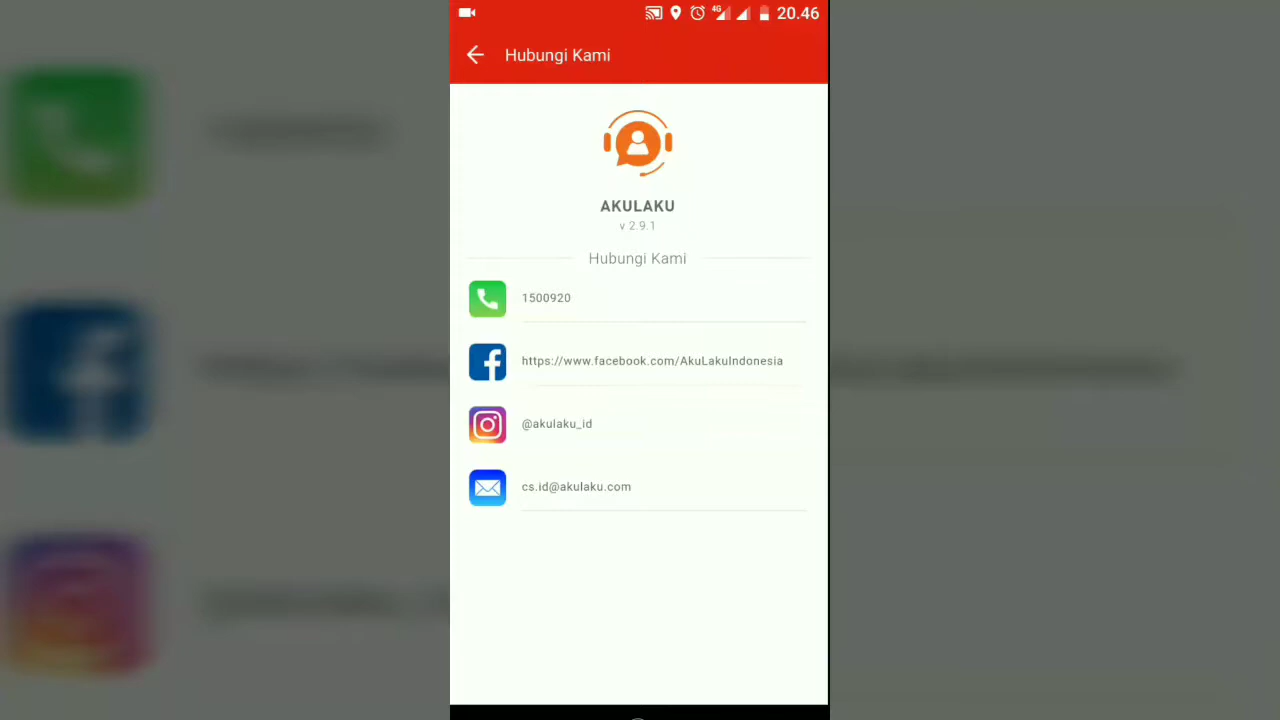 4G 20.46
Hubungi Kami
AKULAKU
v 2.9.1
Hubungi Kami
1500920
https://www.facebook.com/AkuLakuIndonesia
@akulaku_id
cs.id@akulaku.com